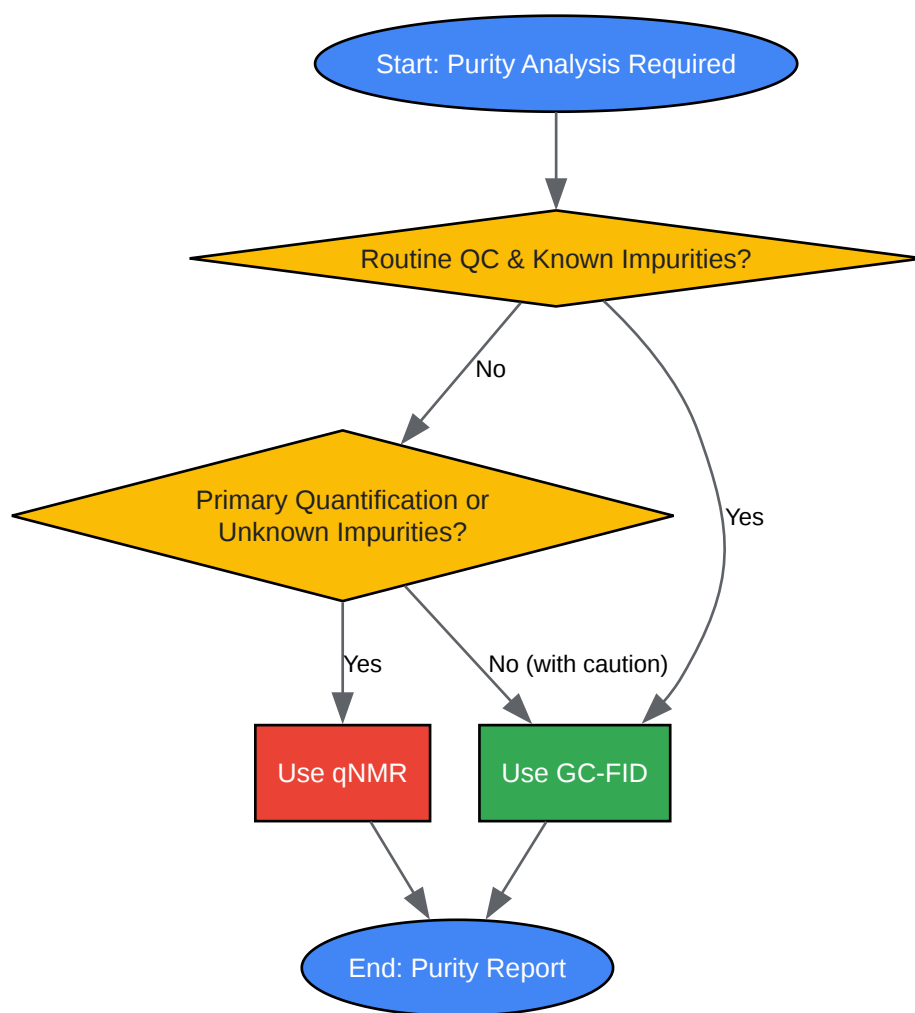 Start: Purity Analysis Required
Routine QC & Known Impurities?
No
Primary Quantification or
Unknown Impurities?
Yes
Yes
No (with caution)
Use qNMR
Use GC-FID
End: Purity Report